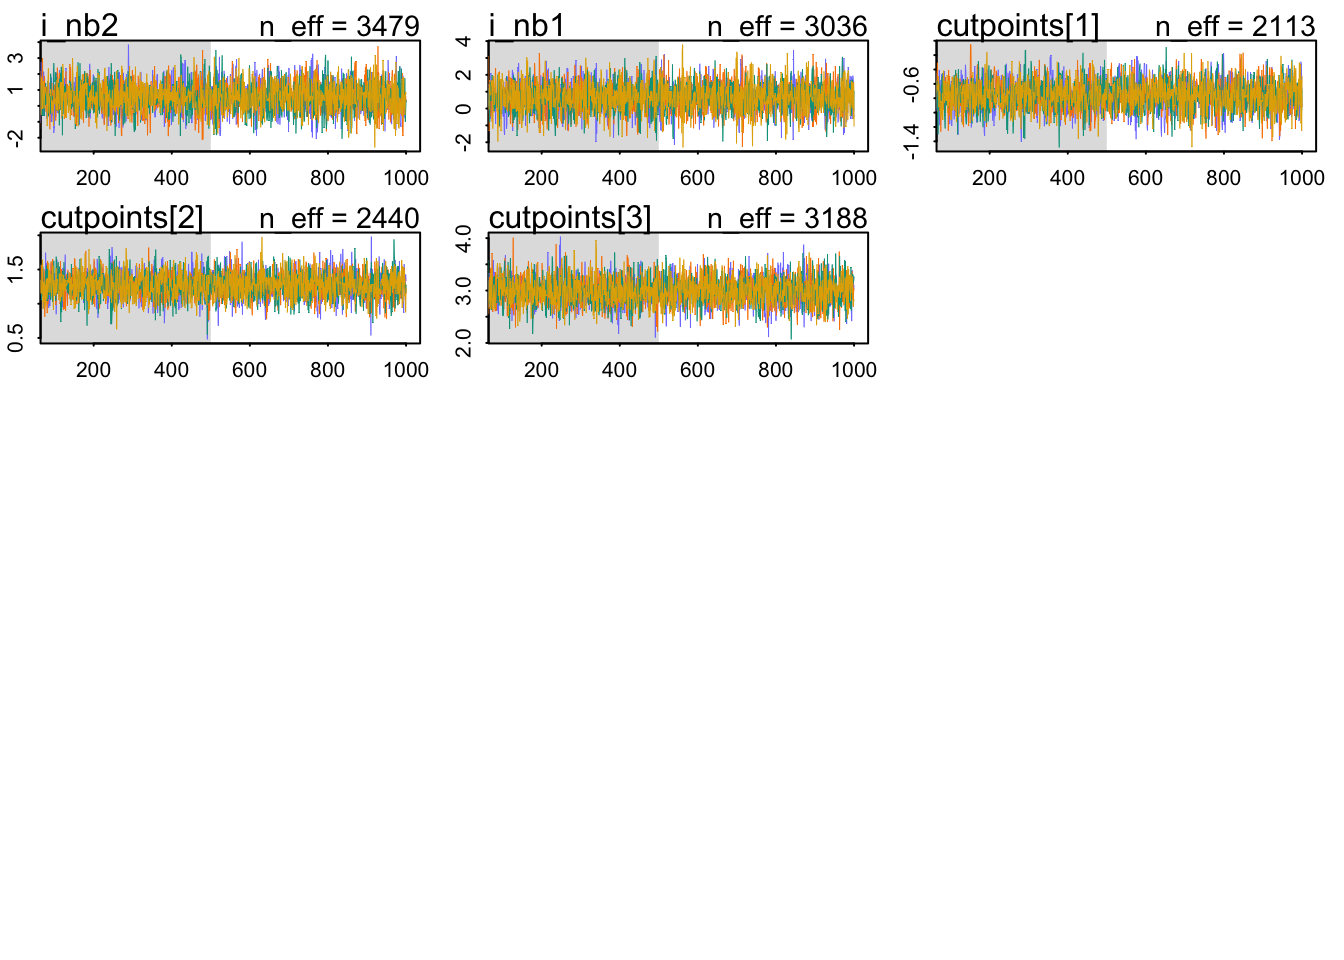 i_nb2 n_eff = 3479
3
1
-2
200 400 600 800 1000
i_nb1 n_eff = 3036
4
2
0
-2
200 400 600 800 1000
cutpoints[1] n_eff = 2113
-0.6
-1.4
200 400 600 800 1000
cutpoints[2] n_eff = 2440
1.5
0.5
200 400 600 800 1000
cutpoints[3] n_eff = 3188
4.0
3.0
2.0
200 400 600 800 1000